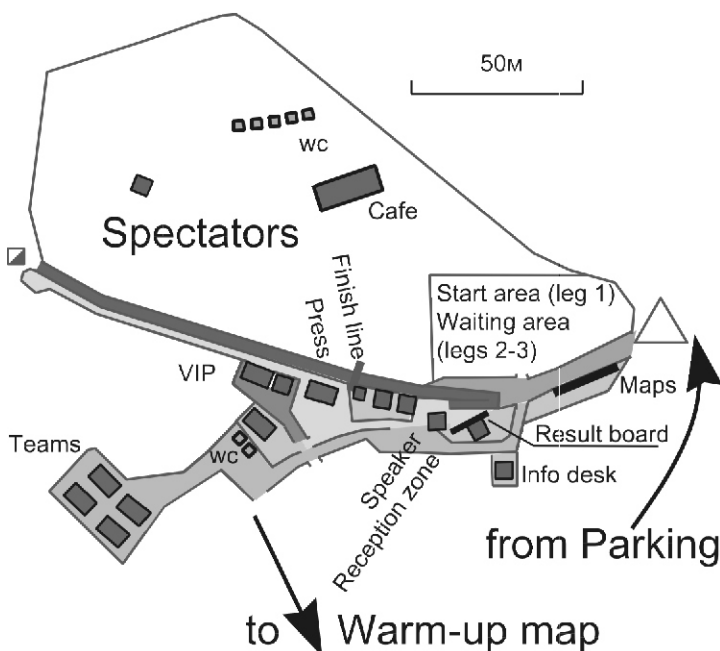 50м
wc
Cafe
Spectators
Finish line
Press
Start area (leg 1)
Waiting area
(legs 2-3)
VIP
Maps
Teams
wc
Speaker
Reception zone
Result board
Info desk
from Parking
to Warm-up map